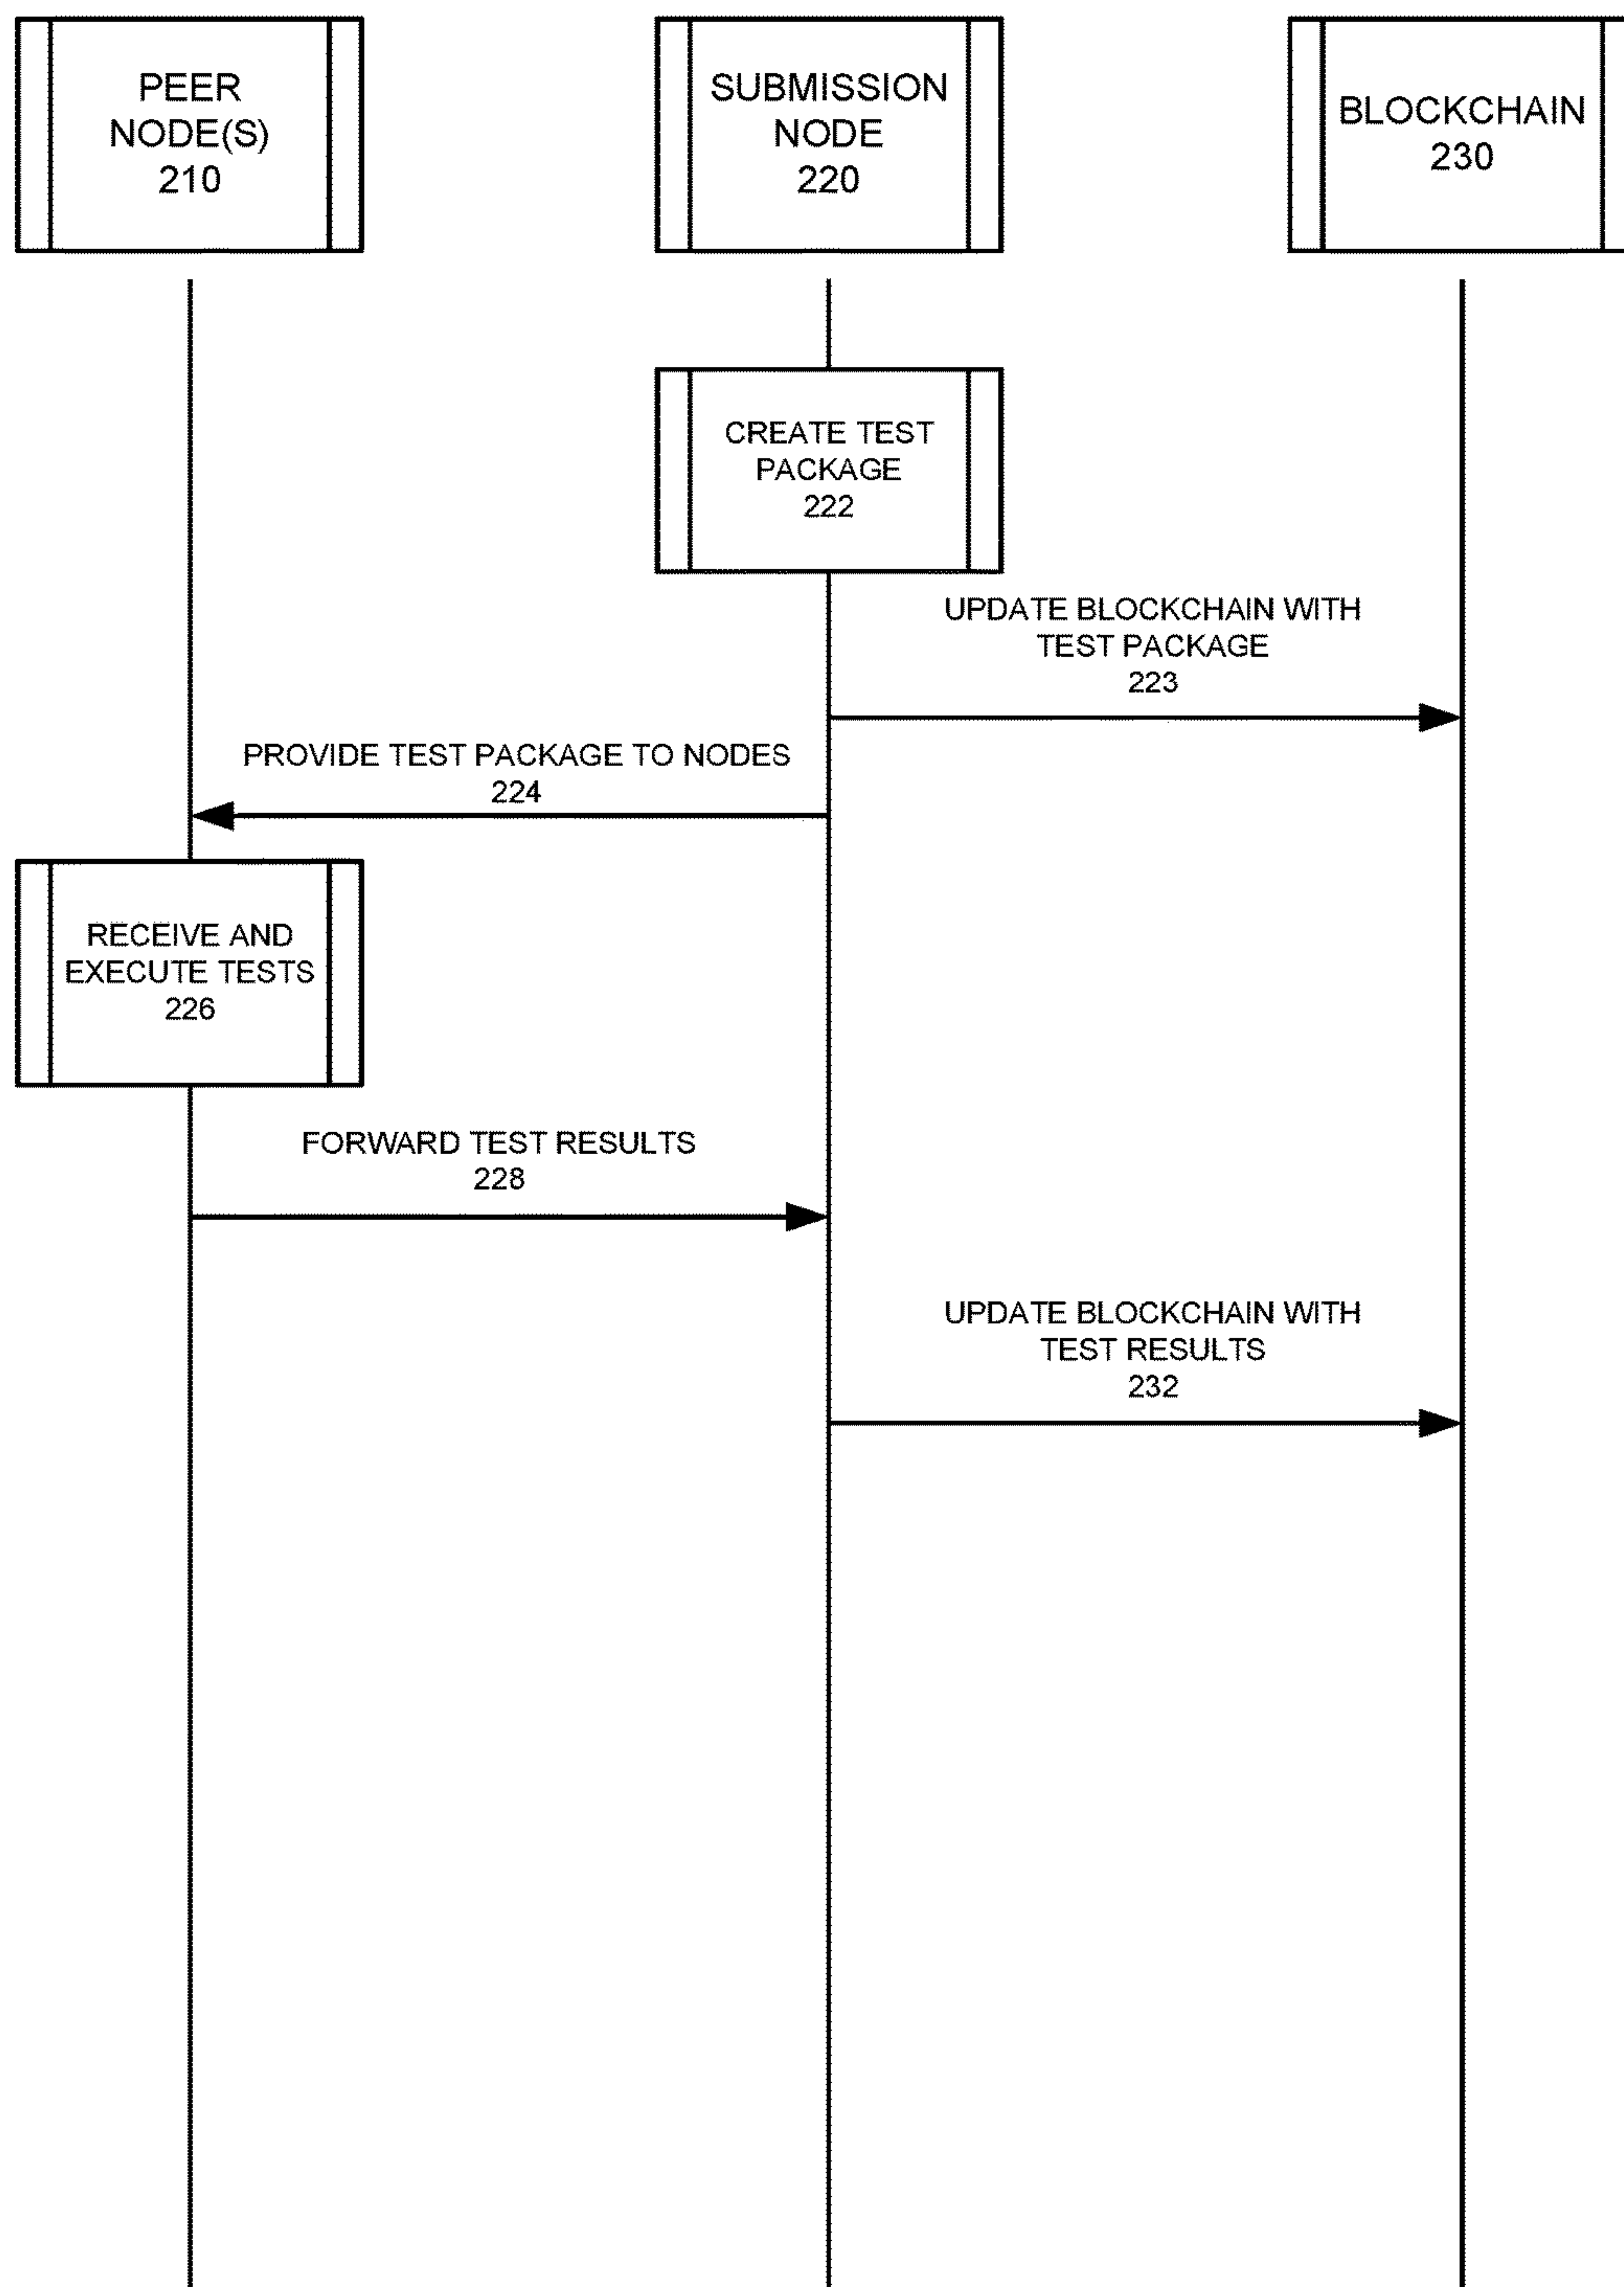 PEER
NODE(S)
210
SUBMISSION
NODE
220
BLOCKCHAIN
230
CREATE TEST
PACKAGE
222
UPDATE BLOCKCHAIN WITH
TEST PACKAGE
223
PROVIDE TEST PACKAGE TO NODES
224
RECEIVE AND
EXECUTE TESTS
226
FORWARD TEST RESULTS
228
UPDATE BLOCKCHAIN WITH
TEST RESULTS
232